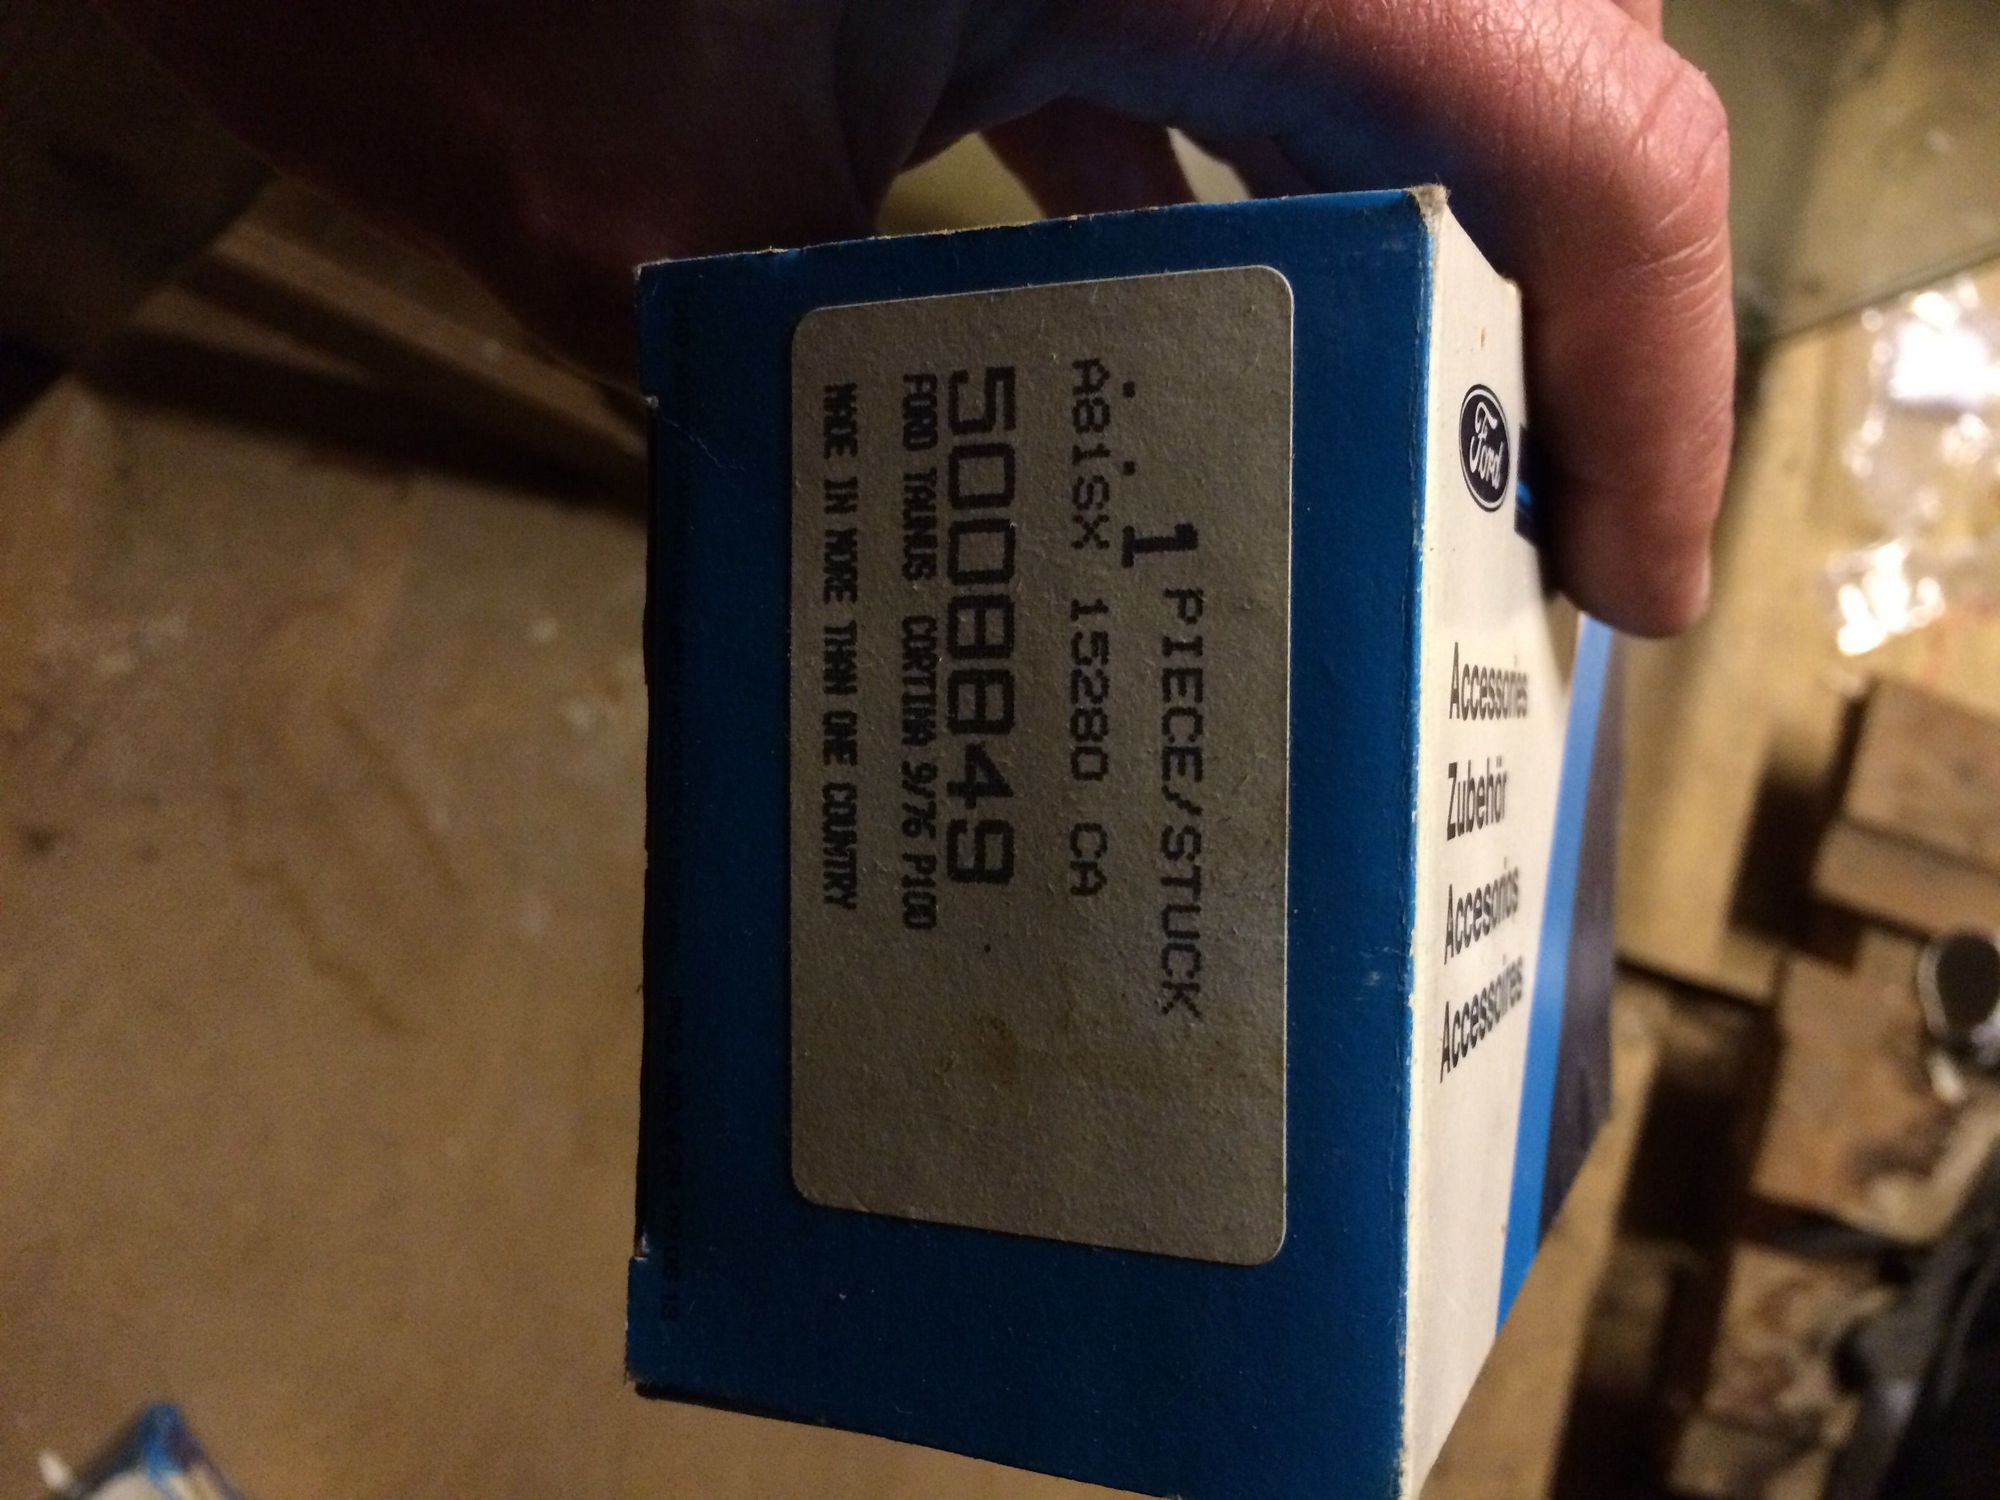 1 PIECE/STUCK
A81SX 15280 CA
5008849
FORD TAUNUS CORTINA 9/76 P100
MADE IN MORE THAN ONE COUNTRY
Ford
Accessories
Zubehör
Accesorios
Accessoires